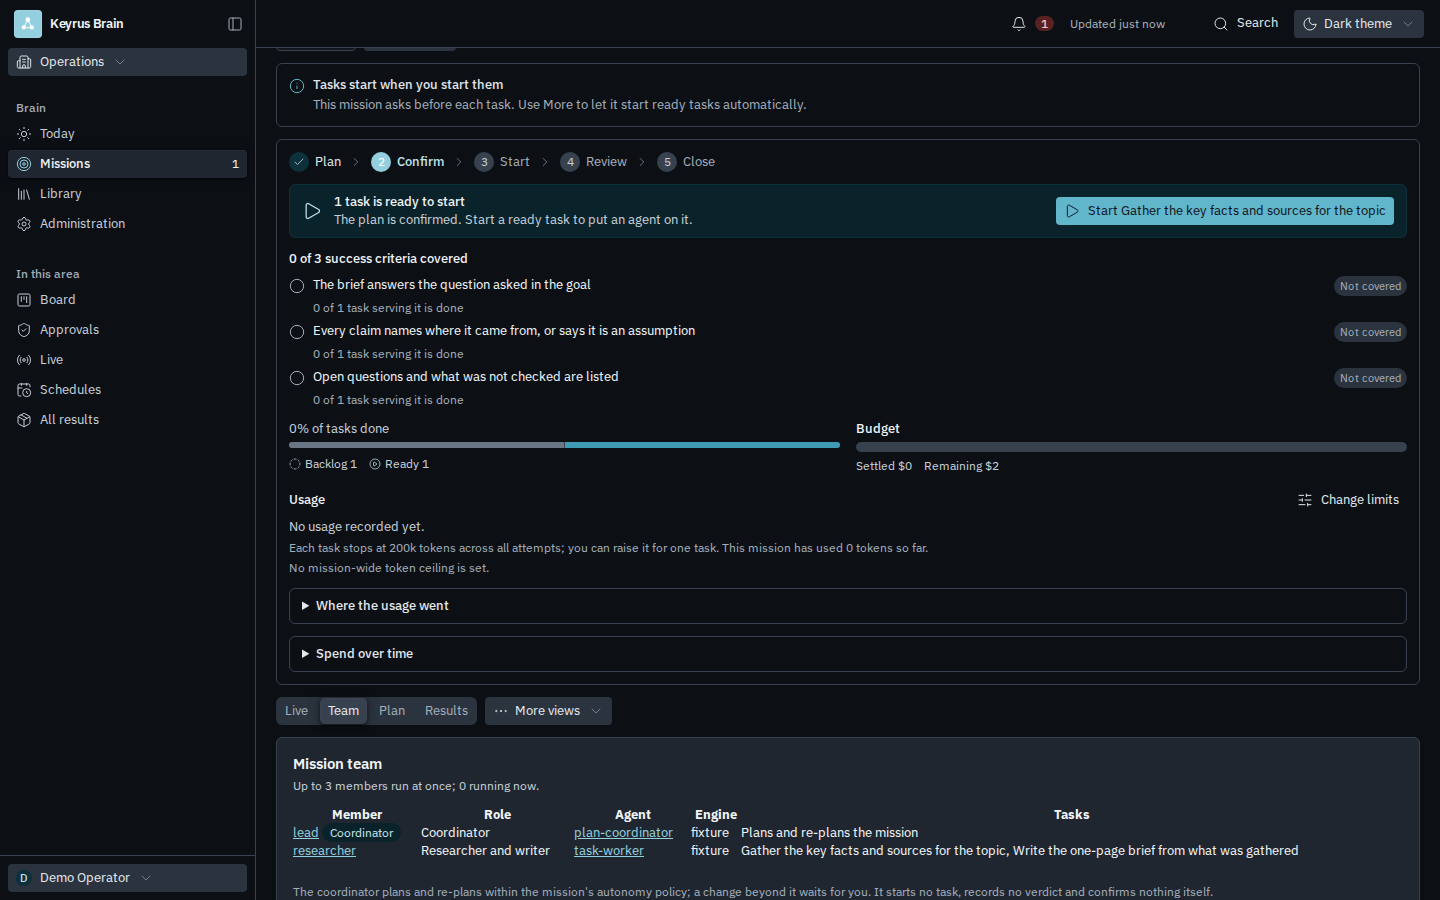 Keyrus Brain
1
Updated just now
Search
Dark theme
Operations
Brain
Today
Missions
1
Library
Administration
In this area
Board
Approvals
Live
Schedules
All results
Demo Operator
D
Tasks start when you start them
This mission asks before each task. Use More to let it start ready tasks automatically.
Plan
2 Confirm
3 Start
4 Review
5 Close
1 task is ready to start
The plan is confirmed. Start a ready task to put an agent on it.
Start Gather the key facts and sources for the topic
0 of 3 success criteria covered
The brief answers the question asked in the goal
Not covered
0 of 1 task serving it is done
Every claim names where it came from, or says it is an assumption
Not covered
0 of 1 task serving it is done
Open questions and what was not checked are listed
Not covered
0 of 1 task serving it is done
0% of tasks done
Backlog 1 Ready 1
Budget
Settled $0 Remaining $2
Usage
Change limits
No usage recorded yet.
Each task stops at 200k tokens across all attempts; you can raise it for one task. This mission has used 0 tokens so far.
No mission-wide token ceiling is set.
Where the usage went
Spend over time
Live Team Plan Results ··· More views
Mission team
Up to 3 members run at once; 0 running now.
Member Role Agent Engine Tasks
lead Coordinator Coordinator plan-coordinator fixture Plans and re-plans the mission
researcher Researcher and writer task-worker fixture Gather the key facts and sources for the topic, Write the one-page brief from what was gathered
The coordinator plans and re-plans within the mission's autonomy policy; a change beyond it waits for you. It starts no task, records no verdict and confirms nothing itself.